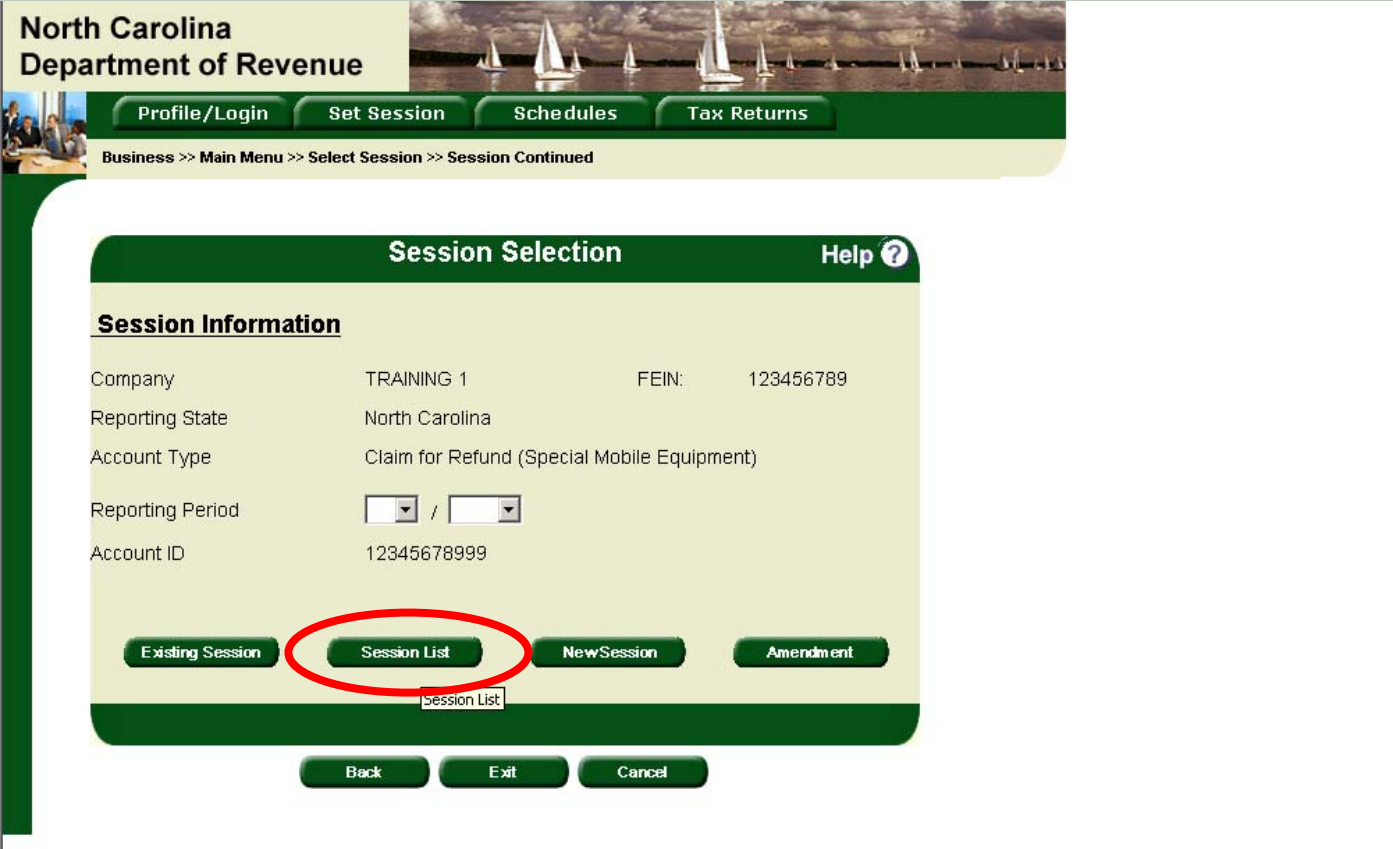 North Carolina
Department of Revenue
Profile/Login Set Session Schedules Tax Returns
Business >> Main Menu >> Select Session >> Session Continued
Session Selection Help ?
Session Information
Company TRAINING 1 FEIN: 123456789
Reporting State North Carolina
Account Type Claim for Refund (Special Mobile Equipment)
Reporting Period /
Account ID 12345678999
Existing Session Session List NewSession Amendment
Session List
Back Exit Cancel